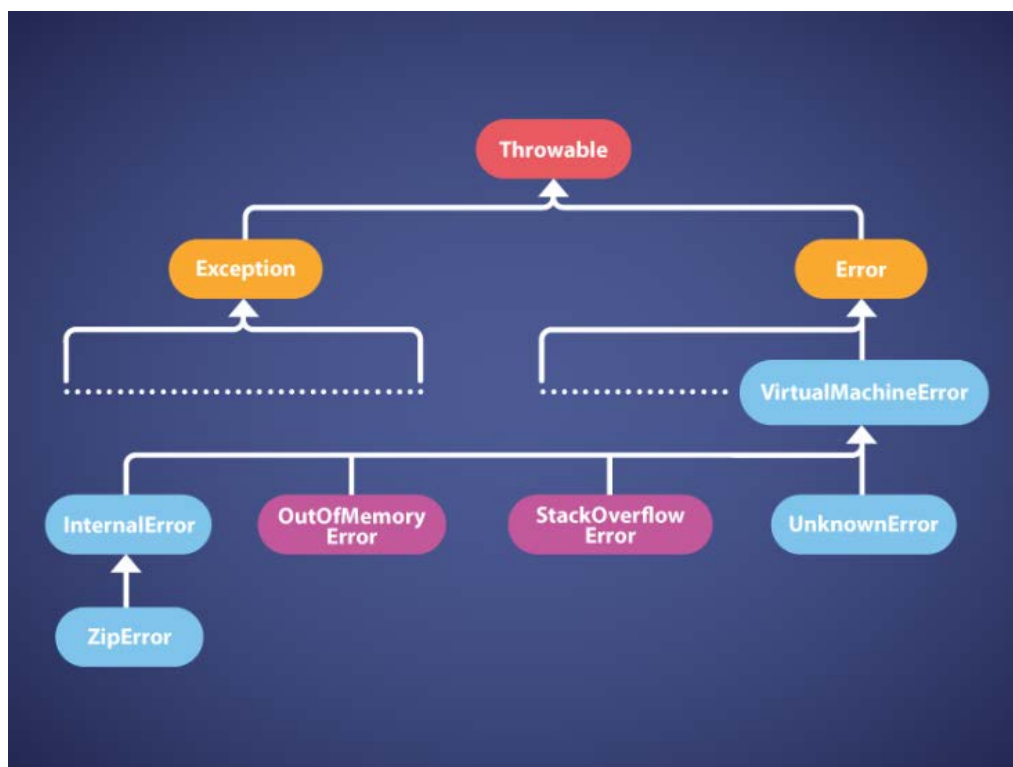 Throwable
Exception
Error
VirtualMachineError
InternalError
OutOfMemory
Error
StackOverflow
Error
UnknownError
ZipError